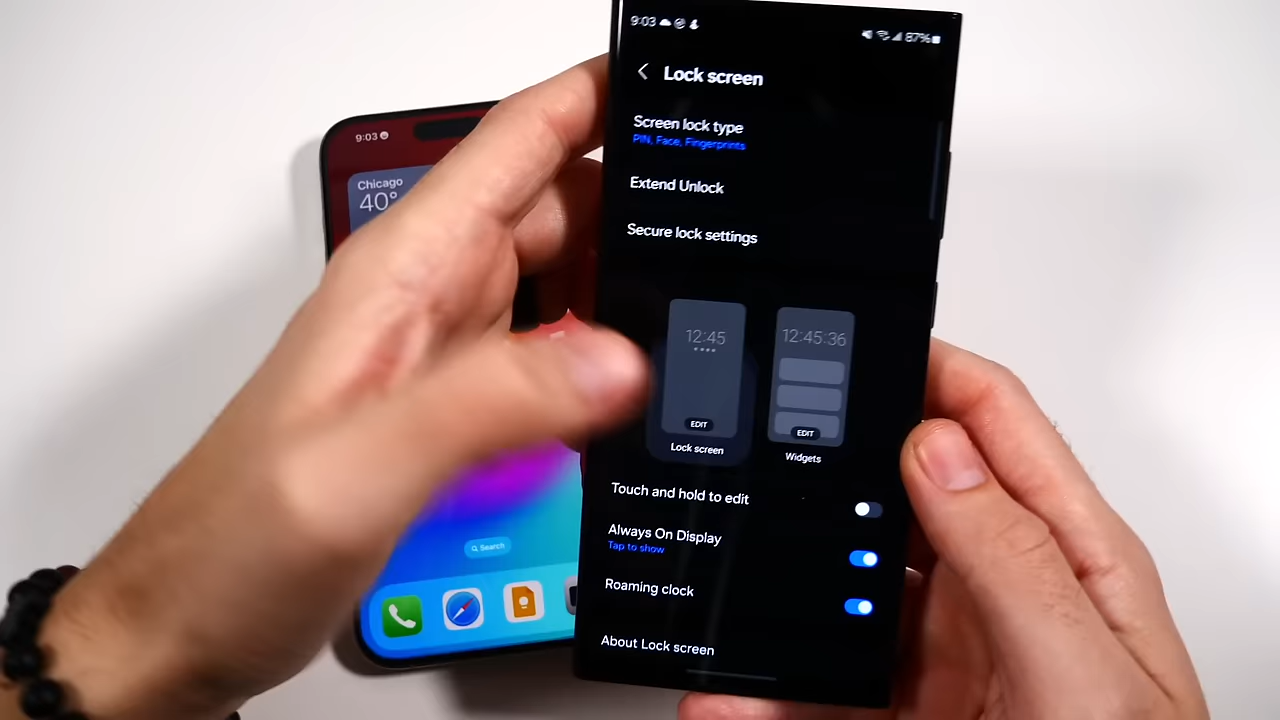 9:03
87%
Lock screen
Screen lock type
PIN, Face, Fingerprints
Extend Unlock
Secure lock settings
12:45
EDIT
Lock screen
12:45:36
EDIT
Widgets
Touch and hold to edit
Always On Display
Tap to show
Roaming clock
About Lock screen
9:03
Chicago
40°
Search